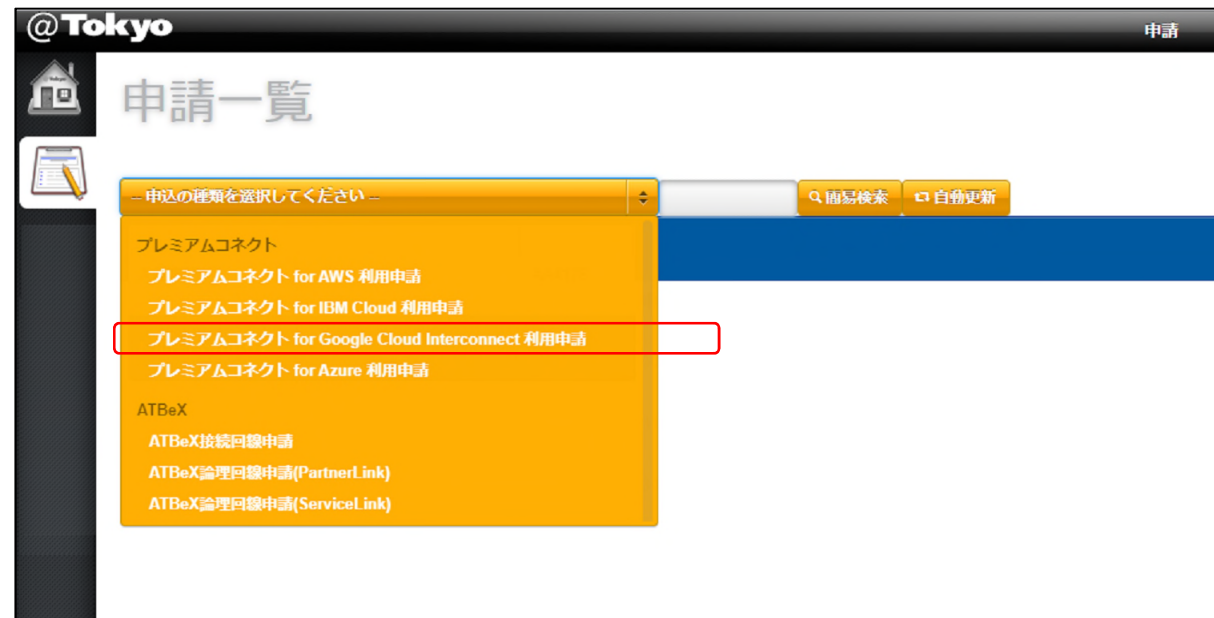 @Tokyo
申請
申請一覧
-- 申込の種類を選択してください --
簡易検索
自動更新
プレミアムコネクト
プレミアムコネクト for AWS 利用申請
プレミアムコネクト for IBM Cloud 利用申請
プレミアムコネクト for Google Cloud Interconnect 利用申請
プレミアムコネクト for Azure 利用申請
ATBeX
ATBeX接続回線申請
ATBeX論理回線申請(PartnerLink)
ATBeX論理回線申請(ServiceLink)